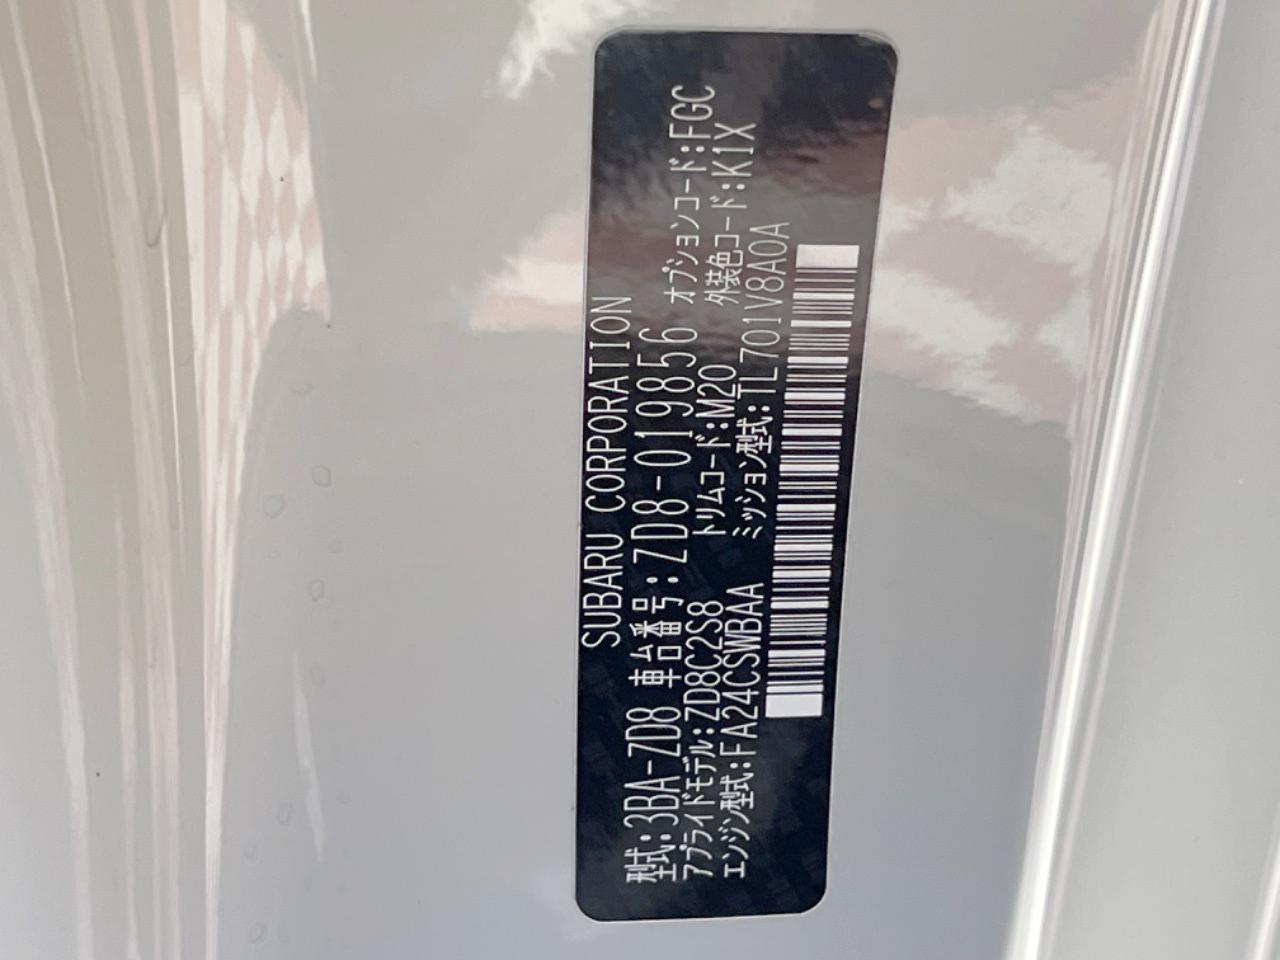 SUBARU CORPORATION
型式:3BA-ZD8 車台番号:ZD8-019856
アプライドモデル:ZD8C2S8 トリムコード:M20 オプションコード:FGC
エンジン型式:FA24CSWBAA ミッション型式:TL701V8A0A 外装色コード:K1X